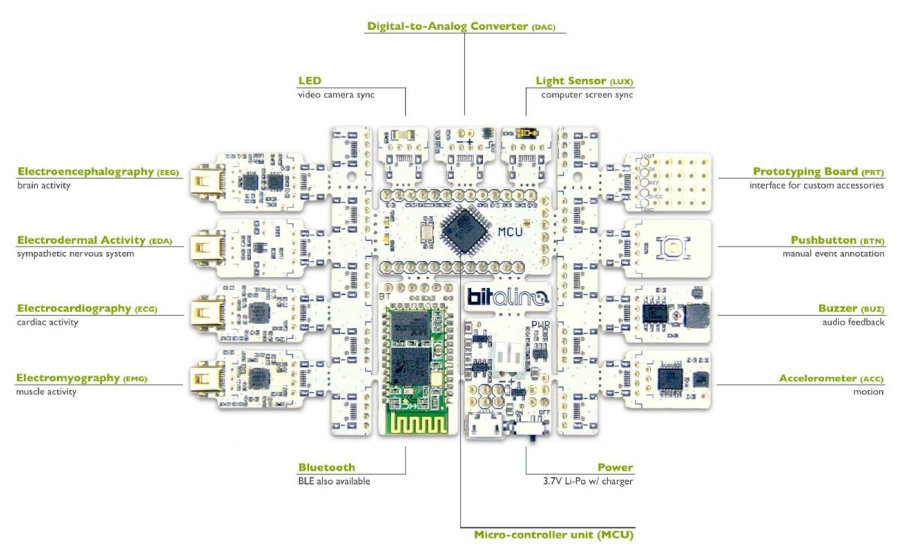 Digital-to-Analog Converter (DAC)
LED
video camera sync
Light Sensor (LUX)
computer screen sync
Electroencephalography (EEG)
brain activity
Electrodermal Activity (EDA)
sympathetic nervous system
Electrocardiography (ECG)
cardiac activity
Electromyography (EMG)
muscle activity
Prototyping Board (PRT)
interface for custom accessories
Pushbutton (BTN)
manual event annotation
Buzzer (BUZ)
audio feedback
Accelerometer (ACC)
motion
MCU
BT
bitalino
PWR
OFF
Bluetooth
BLE also available
Power
3.7V Li-Po w/ charger
Micro-controller unit (MCU)